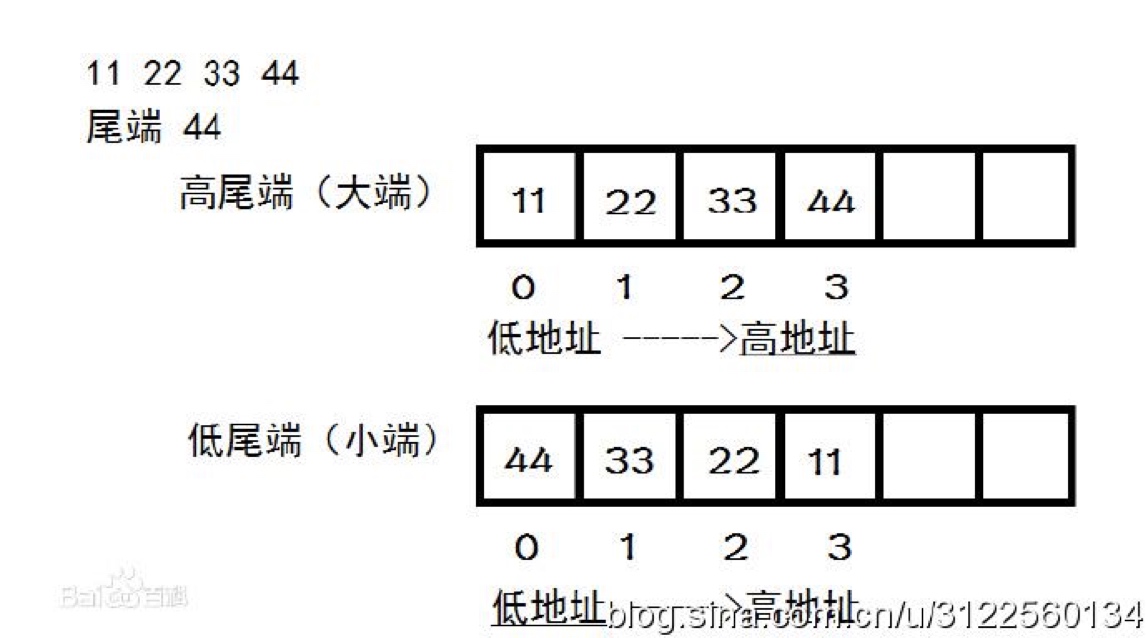 11 22 33 44
尾端 44
高尾端（大端）
11 22 33 44
0 1 2 3
低地址 ----->高地址
低尾端（小端）
44 33 22 11
0 1 2 3
低地址 ----->高地址
Bai百科
blog.sina.com.cn/u/3122560134